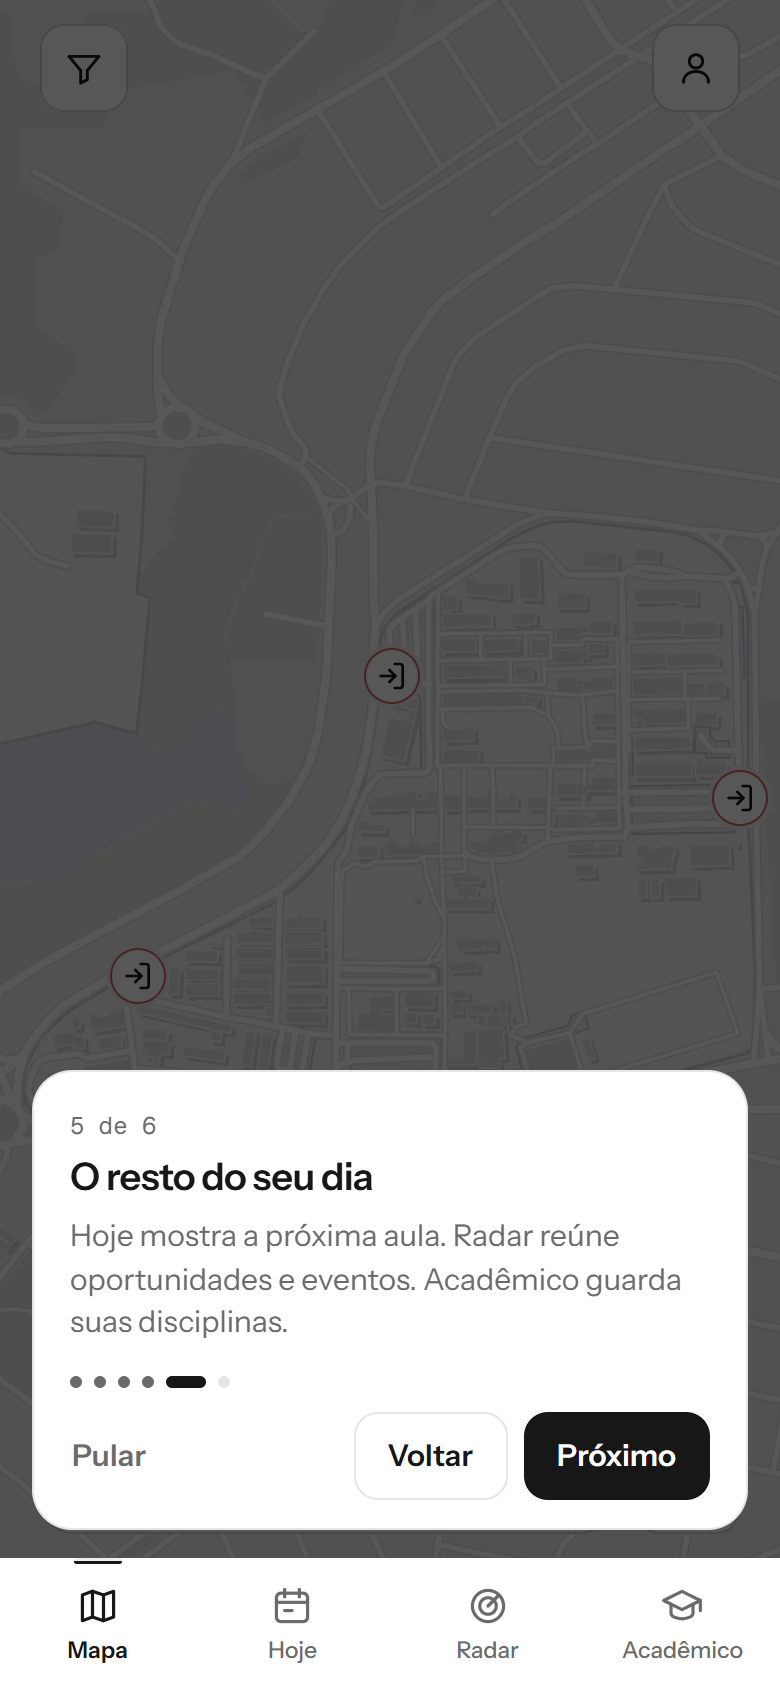 5 de 6
O resto do seu dia
Hoje mostra a próxima aula. Radar reúne
oportunidades e eventos. Acadêmico guarda
suas disciplinas.
Pular
Voltar
Próximo
Mapa
Hoje
Radar
Acadêmico